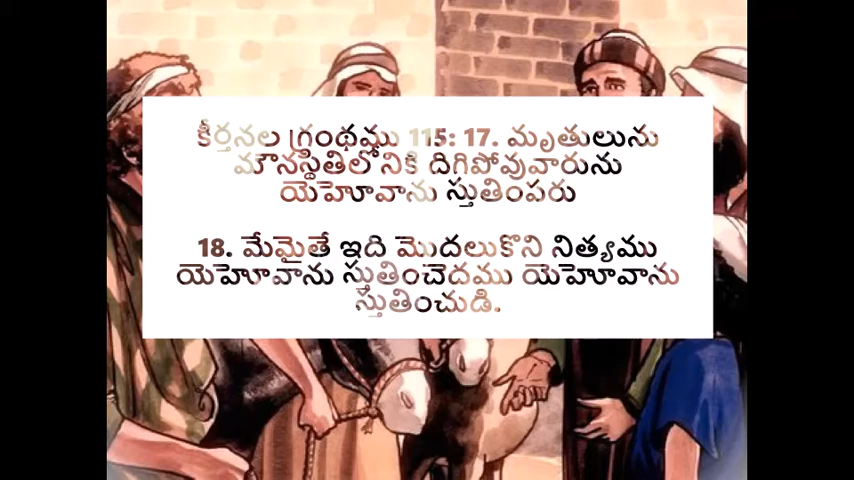 కీర్తనల గ్రంథము 115: 17. మృతులును
మౌనస్థితిలోనికి దిగిపోవువారును
యెహోవాను స్తుతింపరు
18. మేమైతే ఇది మొదలుకొని నిత్యము
యెహోవాను స్తుతించెదము యెహోవాను
స్తుతించుడి.